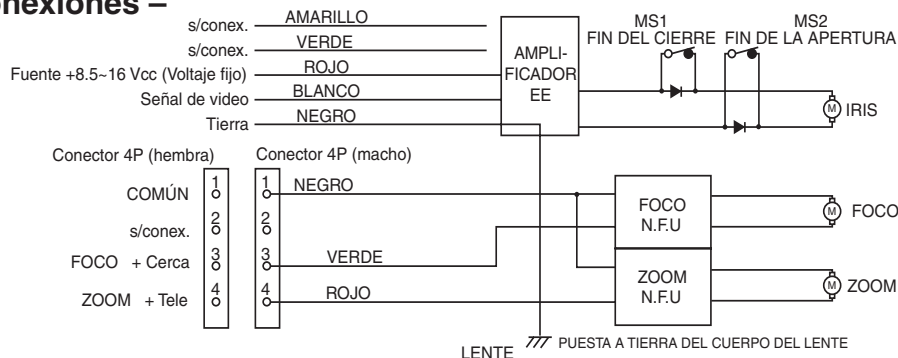 onexiones –
s/conex. AMARILLO
s/conex. VERDE
Fuente +8.5~16 Vcc (Voltaje fijo) ROJO
Señal de video BLANCO
Tierra NEGRO
AMPLI-
FICADOR
EE
MS1
FIN DEL CIERRE
MS2
FIN DE LA APERTURA
M IRIS
Conector 4P (hembra)
Conector 4P (macho)
COMÚN 1
s/conex. 2
FOCO + Cerca 3
ZOOM + Tele 4
1 NEGRO
2
3 VERDE
4 ROJO
FOCO
N.F.U
M FOCO
ZOOM
N.F.U
M ZOOM
LENTE
PUESTA A TIERRA DEL CUERPO DEL LENTE